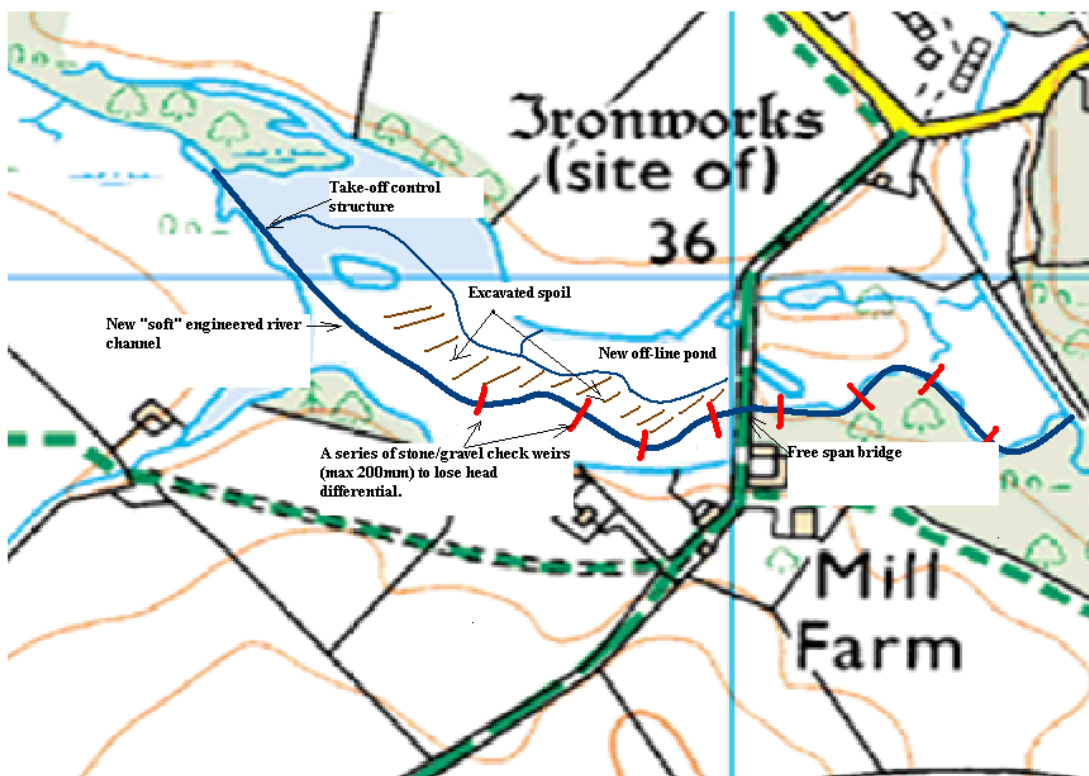 Ironworks
(site of)
Take-off control
structure
36
Excavated spoil
New "soft" engineered river
channel
New off-line pond
A series of stone/gravel check weirs
(max 200mm) to lose head
differential.
Free span bridge
Mill
Farm